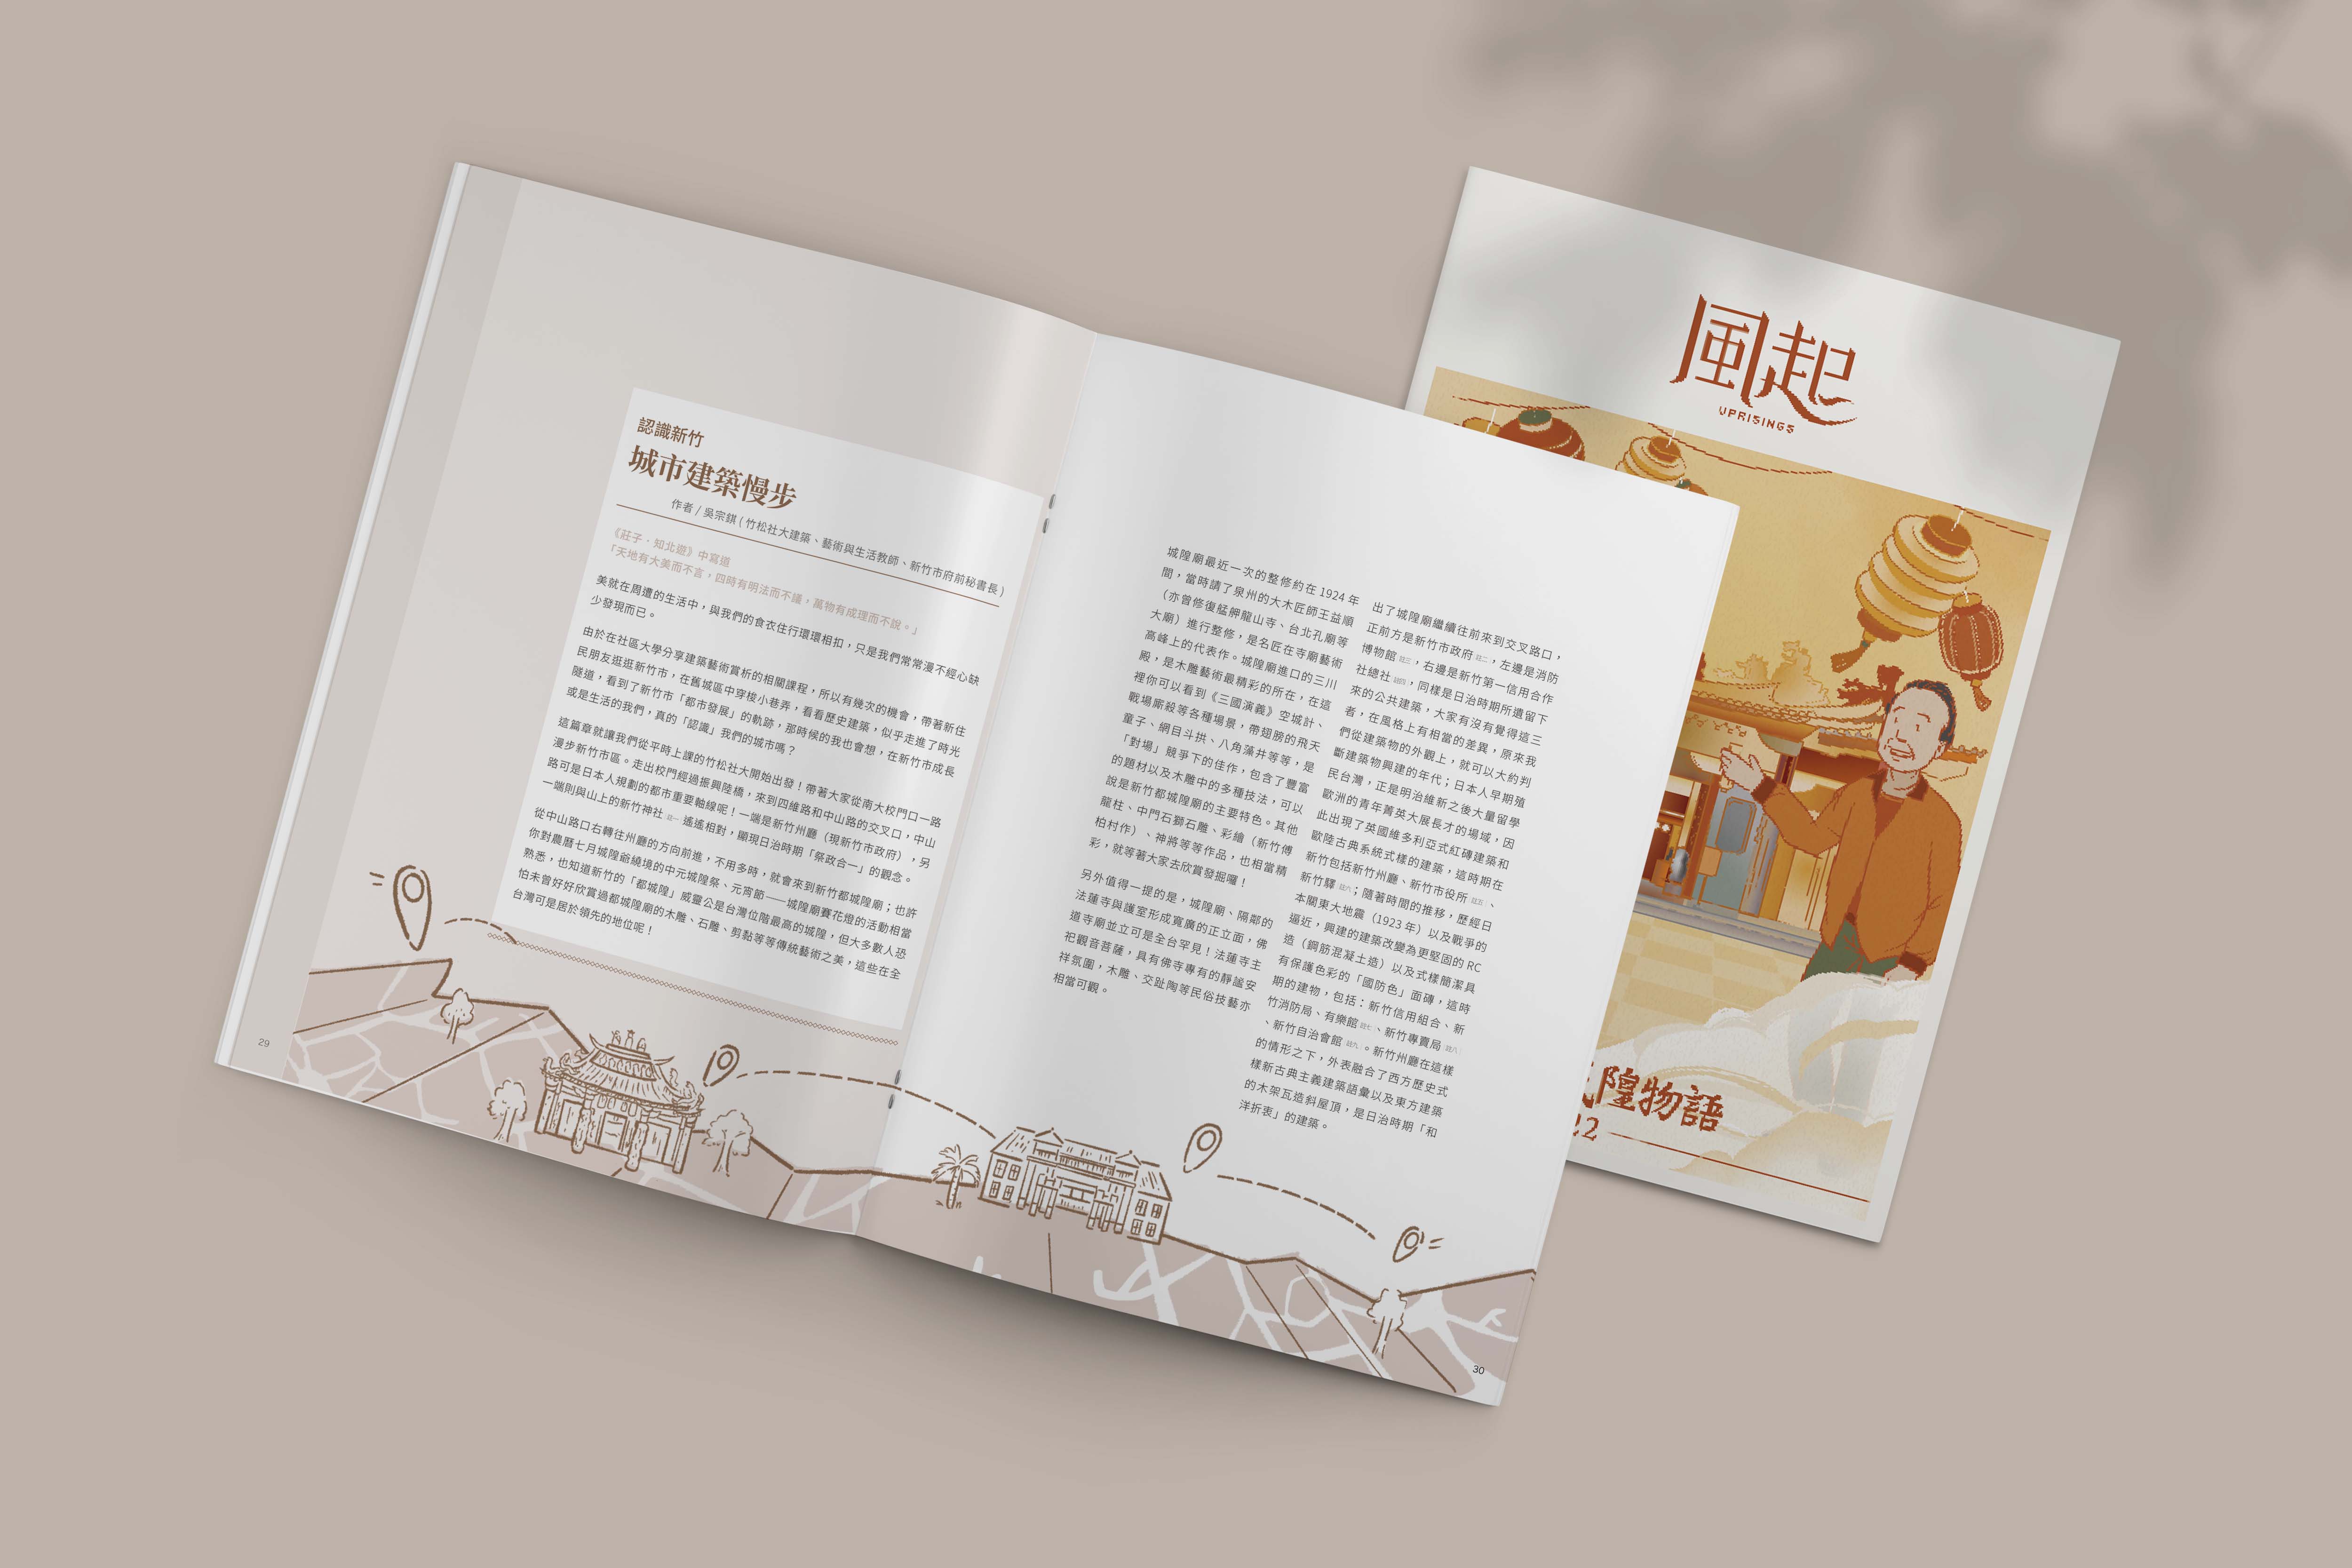 認識新竹
城市建築慢步
作者 / 吳宗錤 ( 竹松社大建築、藝術與生活教師、新竹市府前秘書長 )
《莊子．知北遊》中寫道
「天地有大美而不言，四時有明法而不議，萬物有成理而不說。」
美就在周遭的生活中，與我們的食衣住行環環相扣，只是我們常常漫不經心缺
少發現而已。
由於在社區大學分享建築藝術賞析的相關課程，所以有幾次的機會，帶著新住
民朋友逛逛新竹市，在舊城區中穿梭小巷弄，看看歷史建築，似乎走進了時光
隧道，看到了新竹市「都市發展」的軌跡，那時候的我也會想，在新竹市成長
或是生活的我們，真的「認識」我們的城市嗎？
這篇章就讓我們從平時上課的竹松社大開始出發！帶著大家從南大校門口一路
漫步新竹市區。走出校門經過振興陸橋，來到四維路和中山路的交叉口，中山
路可是日本人規劃的都市重要軸線呢！一端是新竹州廳（現新竹市政府），另
一端則與山上的新竹神社 註一 遙遙相對，顯現日治時期「祭政合一」的觀念。
從中山路口右轉往州廳的方向前進，不用多時，就會來到新竹都城隍廟；也許
你對農曆七月城隍爺繞境的中元城隍祭、元宵節——城隍廟賽花燈的活動相當
熟悉，也知道新竹的「都城隍」威靈公是台灣位階最高的城隍，但大多數人恐
怕未曾好好欣賞過都城隍廟的木雕、石雕、剪黏等等傳統藝術之美，這些在全
台灣可是居於領先的地位呢！
29
城隍廟最近一次的整修約在 1924 年
間，當時請了泉州的大木匠師王益順
（亦曾修復艋舺龍山寺、台北孔廟等
大廟）進行整修，是名匠在寺廟藝術
高峰上的代表作。城隍廟進口的三川
殿，是木雕藝術最精彩的所在，在這
裡你可以看到《三國演義》空城計、
戰場廝殺等各種場景，帶翅膀的飛天
童子、網目斗拱、八角藻井等等，是
「對場」競爭下的佳作，包含了豐富
的題材以及木雕中的多種技法，可以
說是新竹都城隍廟的主要特色。其他
龍柱、中門石獅石雕、彩繪（新竹傅
柏村作）、神將等等作品，也相當精
彩，就等著大家去欣賞發掘囉！
另外值得一提的是，城隍廟、隔鄰的
法蓮寺與護室形成寬廣的正立面，佛
道寺廟並立可是全台罕見！法蓮寺主
祀觀音菩薩，具有佛寺專有的靜謐安
祥氛圍，木雕、交趾陶等民俗技藝亦
相當可觀。
出了城隍廟繼續往前來到交叉路口，
正前方是新竹市政府 註二，左邊是消防
博物館 註三，右邊是新竹第一信用合作
社總社 註四，同樣是日治時期所遺留下
來的公共建築，大家有沒有覺得這三
者，在風格上有相當的差異，原來我
們從建築物的外觀上，就可以大約判
斷建築物興建的年代；日本人早期殖
民台灣，正是明治維新之後大量留學
歐洲的青年菁英大展長才的場域，因
此出現了英國維多利亞式紅磚建築和
歐陸古典系統式樣的建築，這時期在
新竹包括新竹州廳、新竹市役所 註五、
新竹驛 註六；隨著時間的推移，歷經日
本關東大地震（1923 年）以及戰爭的
逼近，興建的建築改變為更堅固的 RC
造（鋼筋混凝土造）以及式樣簡潔具
有保護色彩的「國防色」面磚，這時
期的建物，包括：新竹信用組合、新
竹消防局、有樂館 註七、新竹專賣局 註八
、新竹自治會館 註九。新竹州廳在這樣
的情形之下，外表融合了西方歷史式
樣新古典主義建築語彙以及東方建築
的木架瓦造斜屋頂，是日治時期「和
洋折衷」的建築。
30
風起
UPRISINGS
隍物語
22